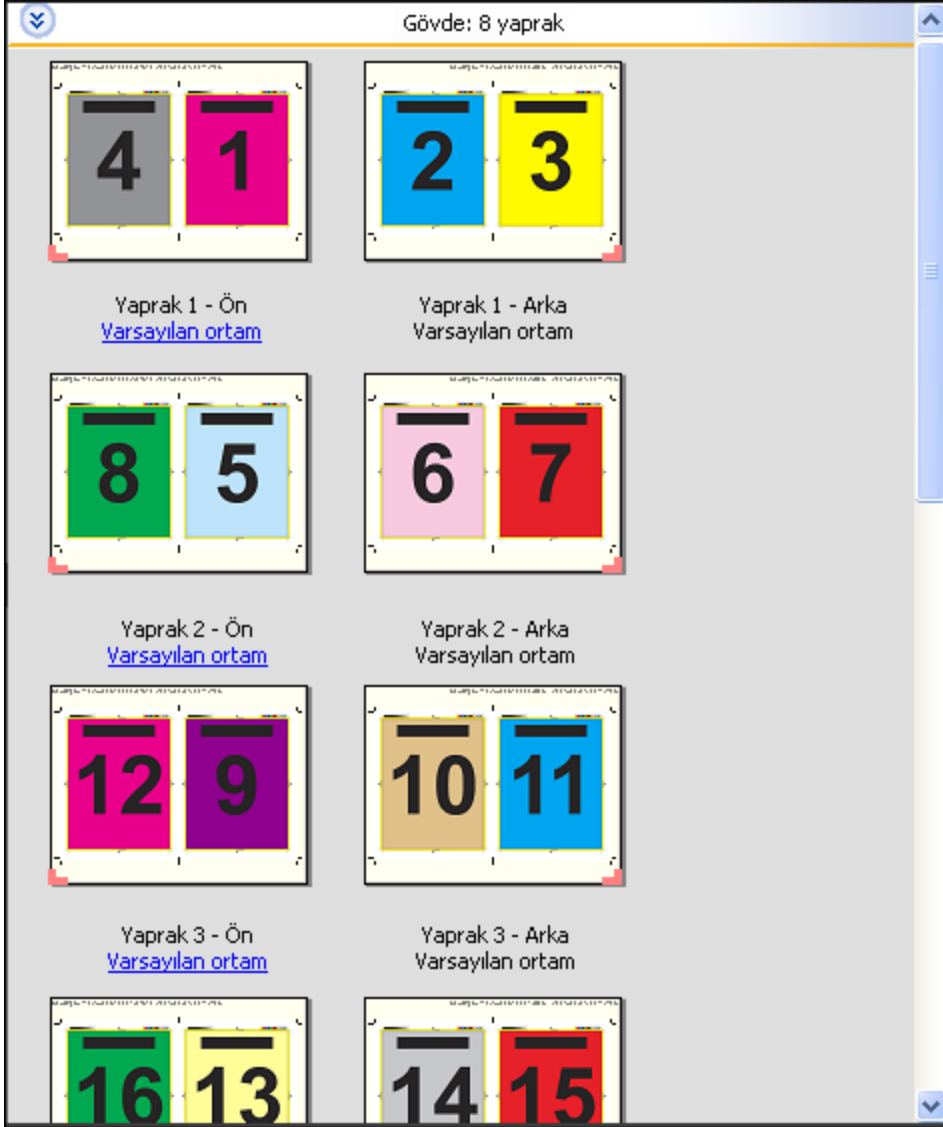 Gövde: 8 yaprak
4 1 2 3
Yaprak 1 - Ön Yaprak 1 - Arka
Varsayılan ortam Varsayılan ortam
8 5 6 7
Yaprak 2 - Ön Yaprak 2 - Arka
Varsayılan ortam Varsayılan ortam
12 9 10 11
Yaprak 3 - Ön Yaprak 3 - Arka
Varsayılan ortam Varsayılan ortam
16 13 14 15